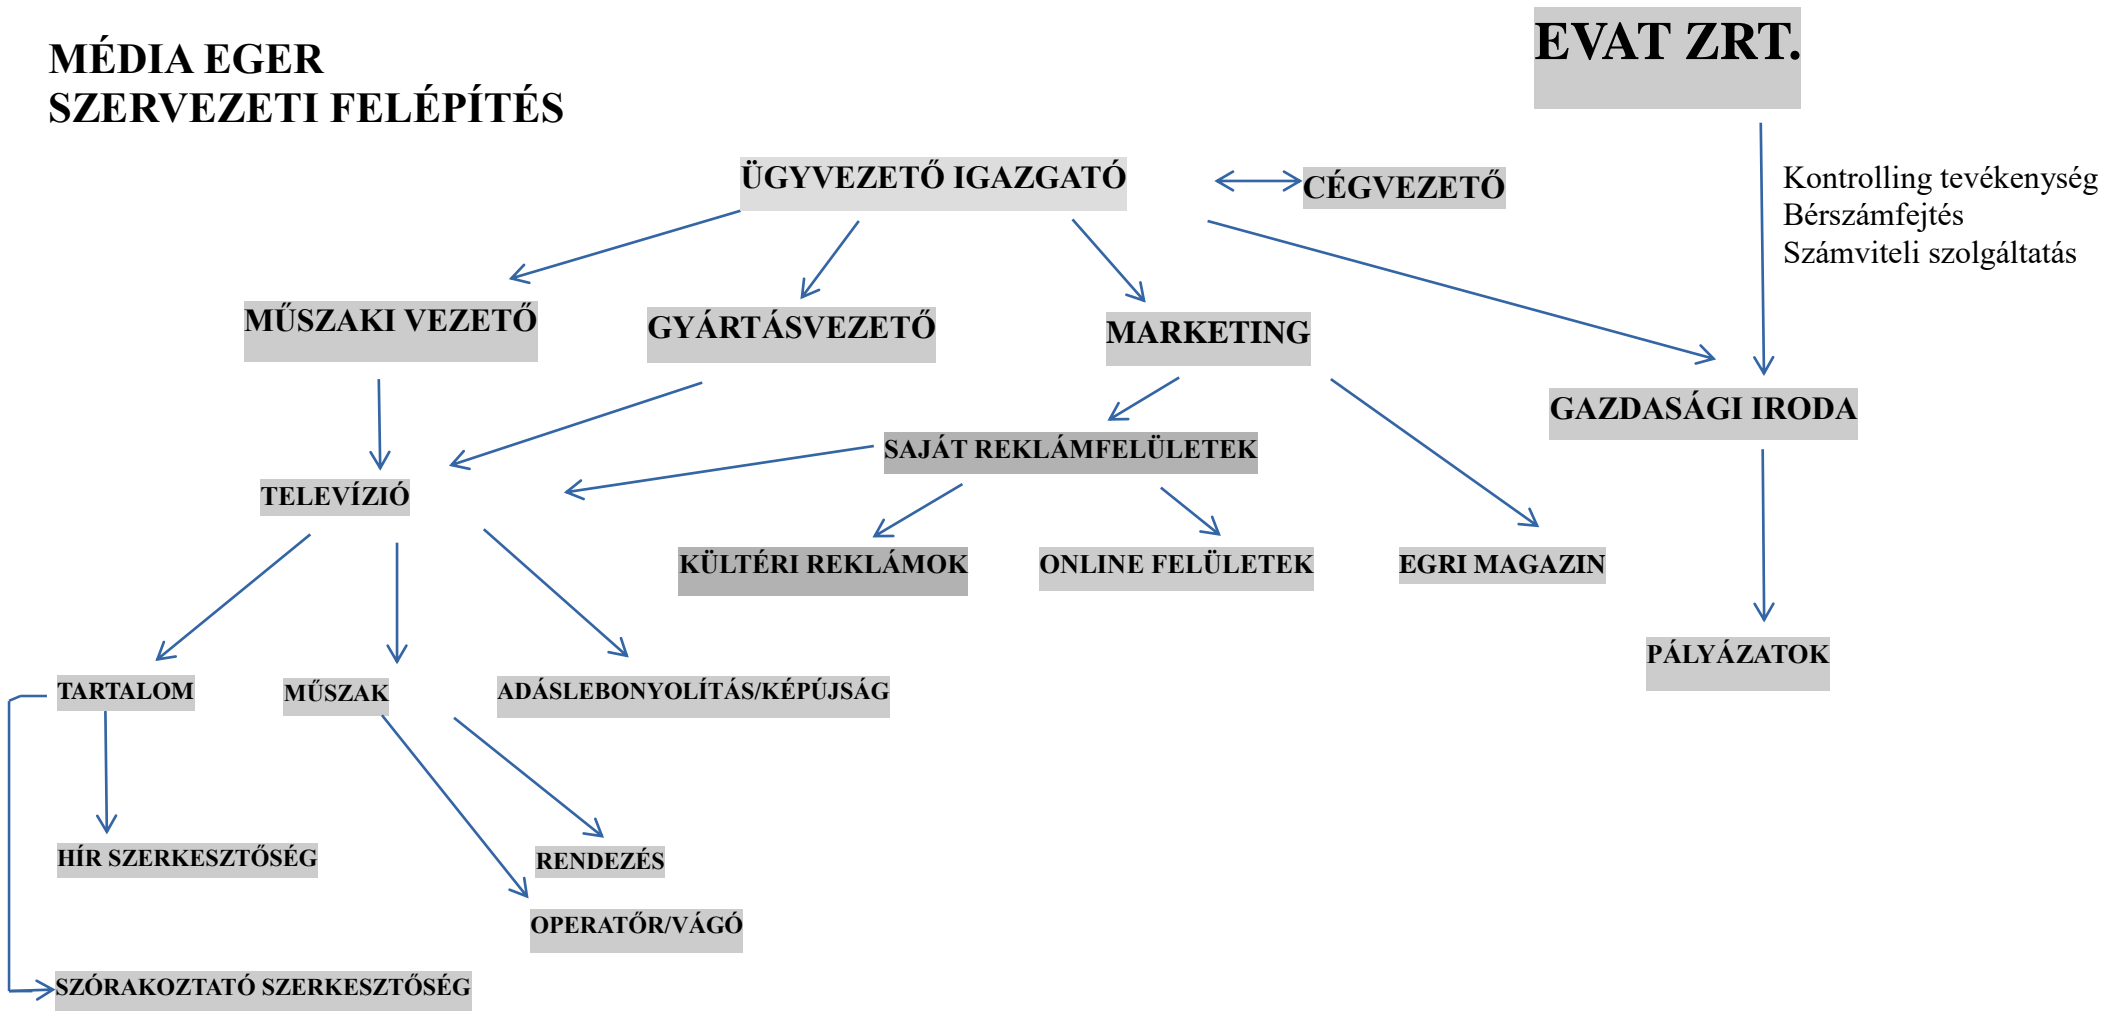 MÉDIA EGER
SZERVEZETI FELÉPÍTÉS
EVAT ZRT.
ÜGYVEZETŐ IGAZGATÓ
CÉGVEZETŐ
Kontrolling tevékenység
Bérszámfejtés
Számviteli szolgáltatás
MŰSZAKI VEZETŐ
GYÁRTÁSVEZETŐ
MARKETING
GAZDASÁGI IRODA
SAJÁT REKLÁMFELÜLETEK
TELEVÍZIÓ
KÜLTÉRI REKLÁMOK
ONLINE FELÜLETEK
EGRI MAGAZIN
PÁLYÁZATOK
TARTALOM
MŰSZAK
ADÁSLEBONYOLÍTÁS/KÉPÚJSÁG
HÍR SZERKESZTŐSÉG
RENDEZÉS
OPERATŐR/VÁGÓ
SZÓRAKOZTATÓ SZERKESZTŐSÉG